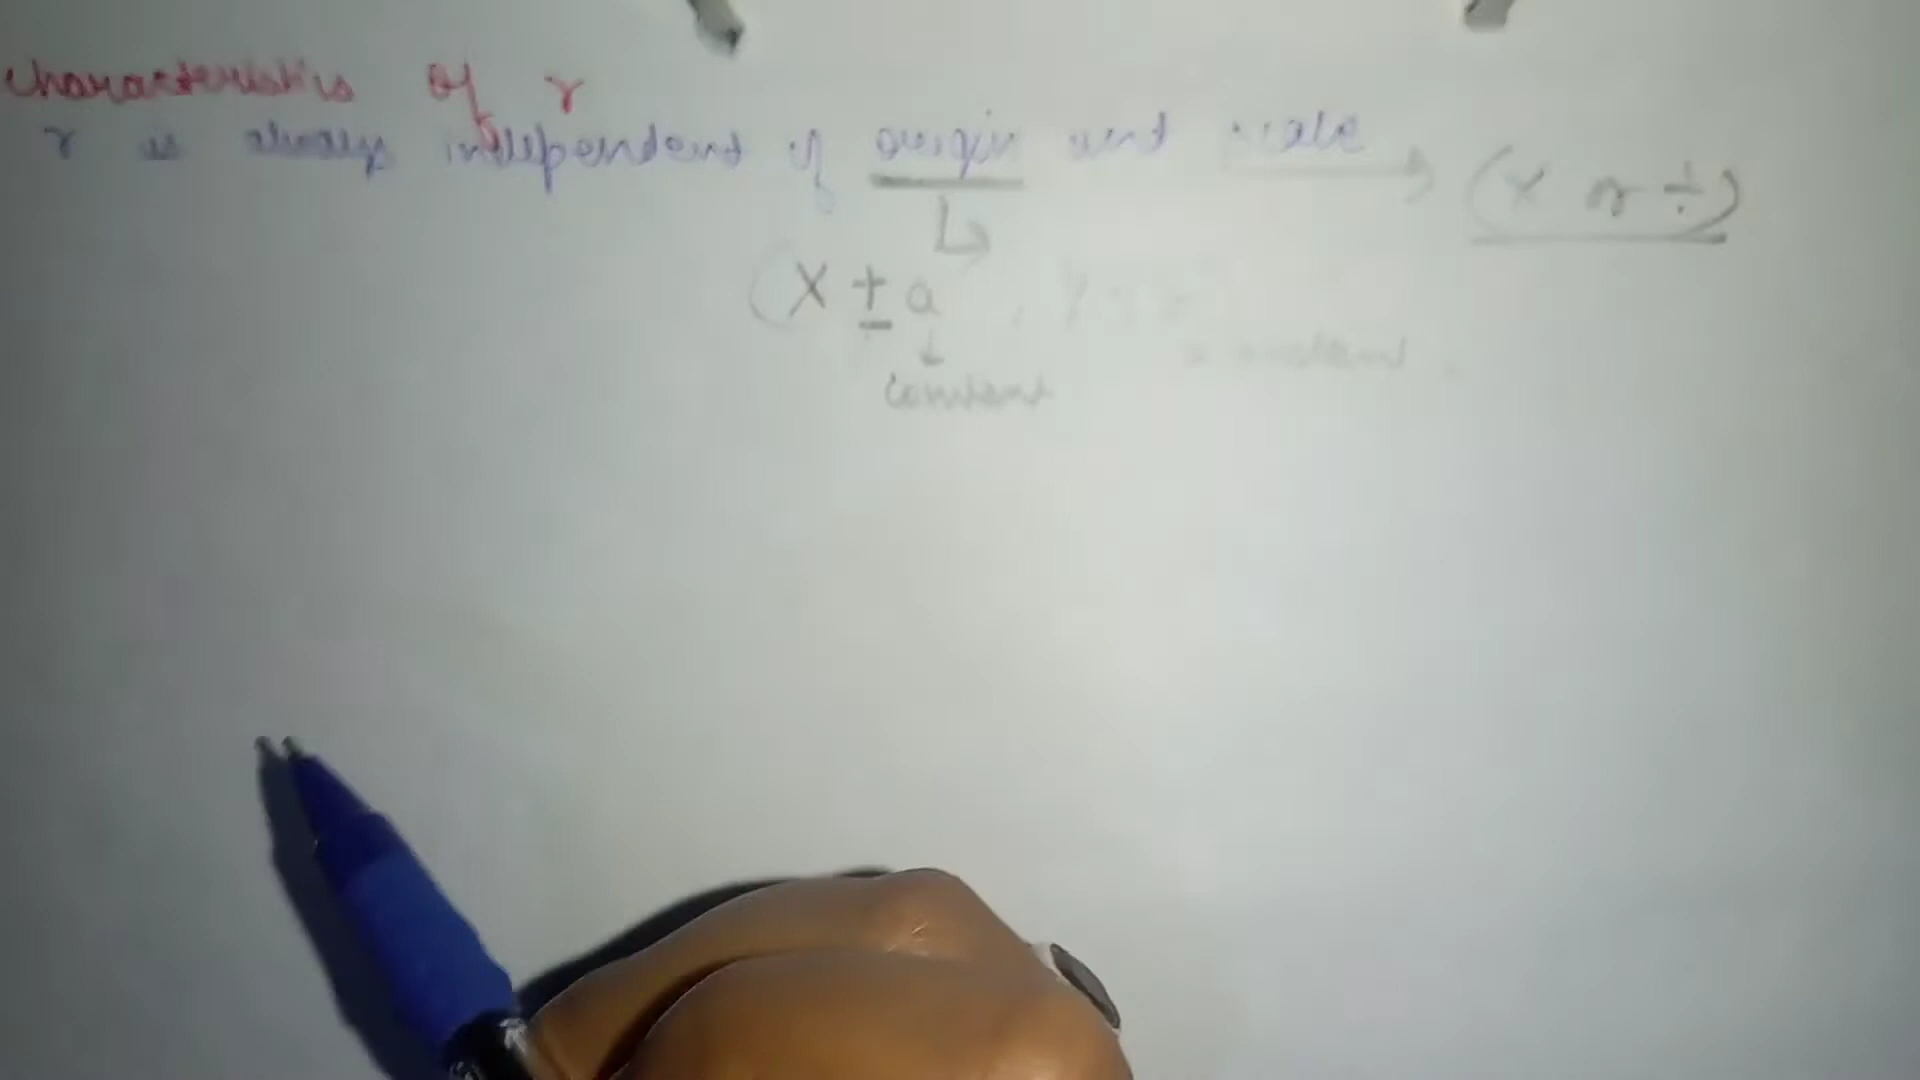 characteristics of r
r is always independent of origin and scale → (× or ÷)
↳
(X ± a
↓
constant